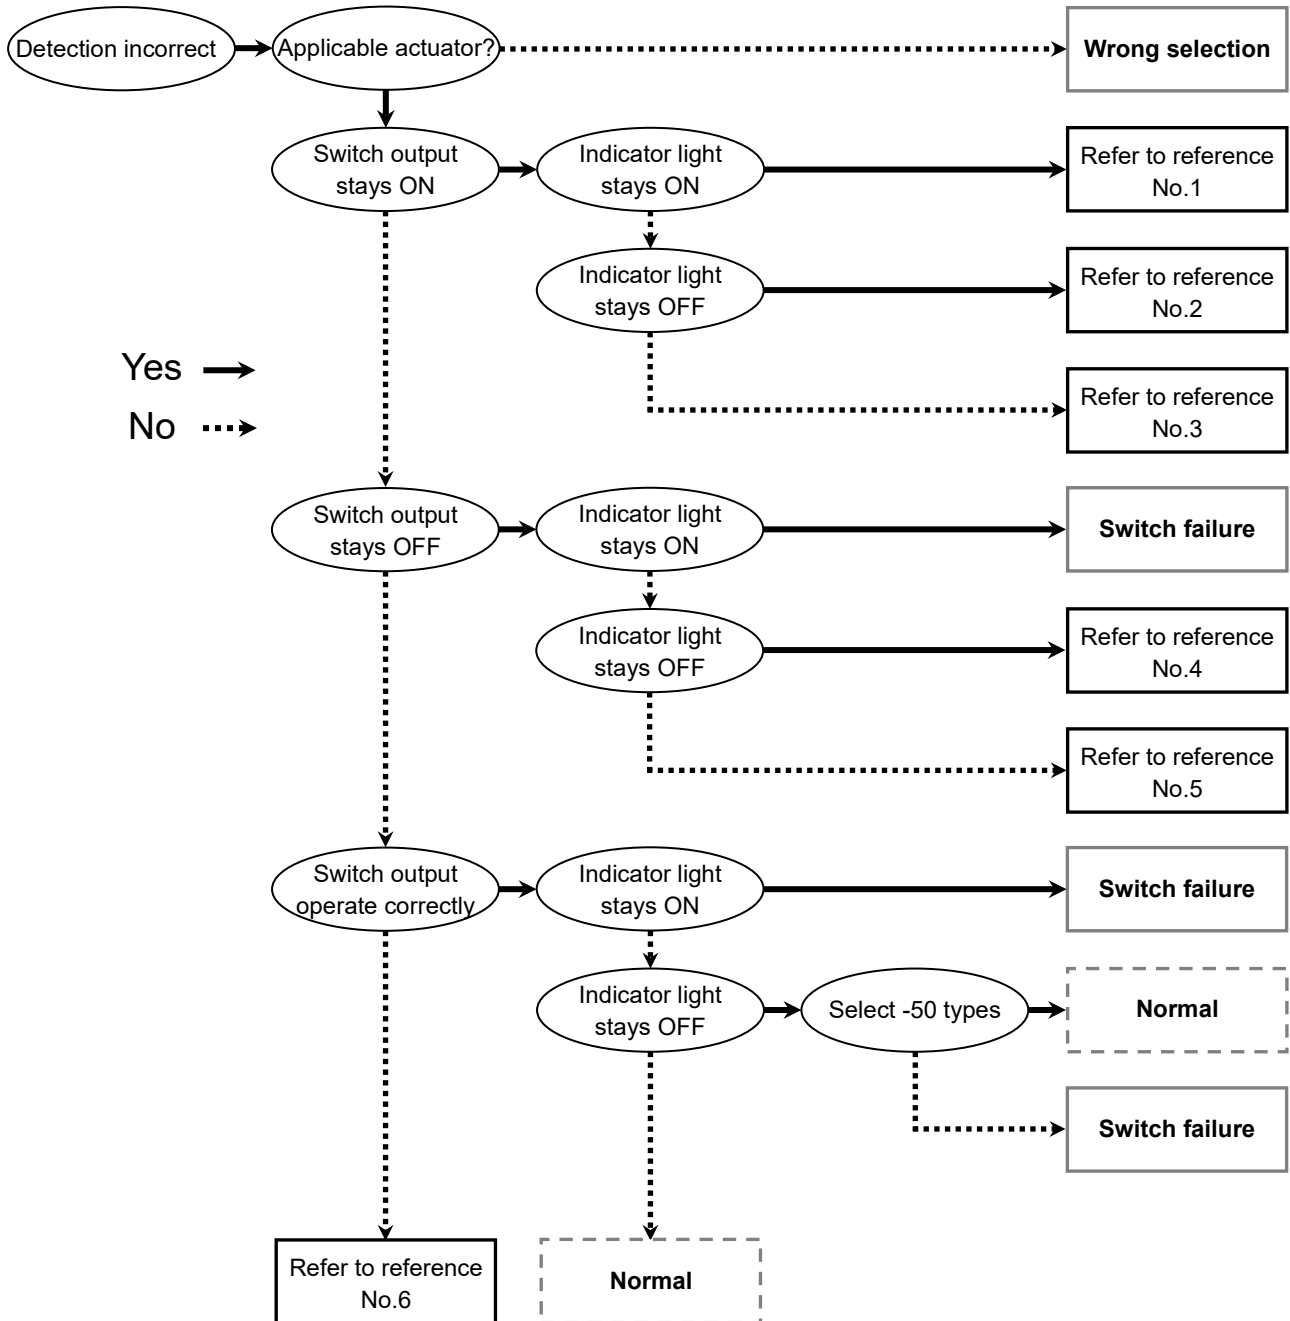 Detection incorrect
Applicable actuator?
Wrong selection
Switch output
stays ON
Indicator light
stays ON
Refer to reference
No.1
Indicator light
stays OFF
Refer to reference
No.2
Yes
No
Refer to reference
No.3
Switch output
stays OFF
Indicator light
stays ON
Switch failure
Indicator light
stays OFF
Refer to reference
No.4
Refer to reference
No.5
Switch output
operate correctly
Indicator light
stays ON
Switch failure
Indicator light
stays OFF
Select -50 types
Normal
Switch failure
Refer to reference
No.6
Normal